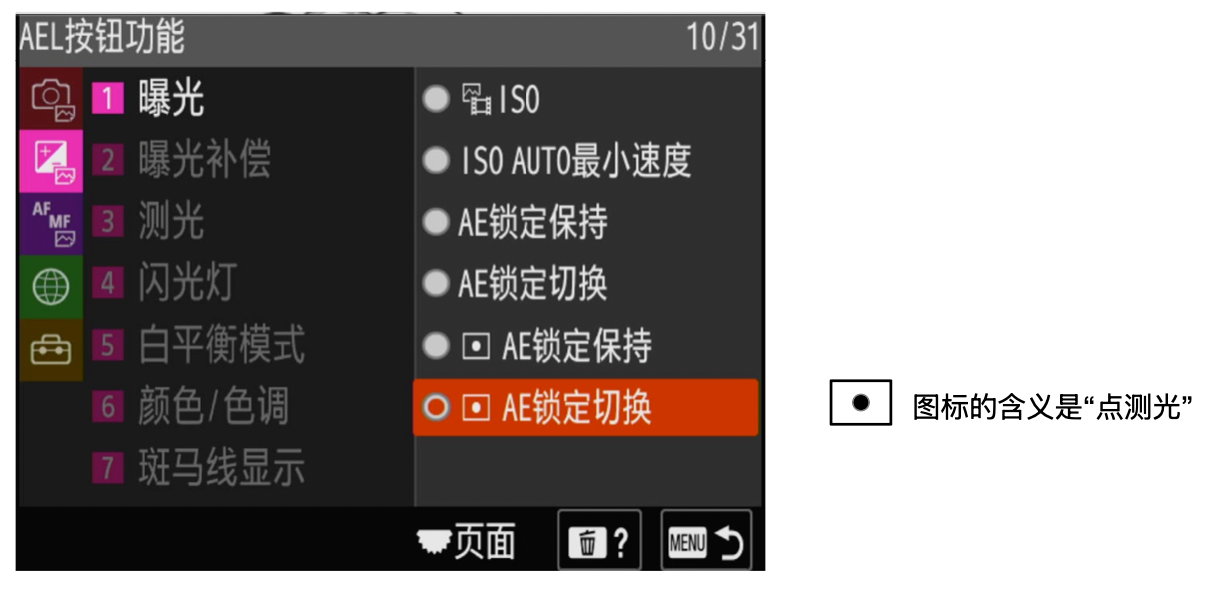 AEL按钮功能 10/31
1 曝光
2 曝光补偿
3 测光
AF MF
4 闪光灯
5 白平衡模式
6 颜色/色调
7 斑马线显示
ISO
ISO AUTO最小速度
AE锁定保持
AE锁定切换
AE锁定保持
AE锁定切换
页面 ? MENU
图标的含义是“点测光”